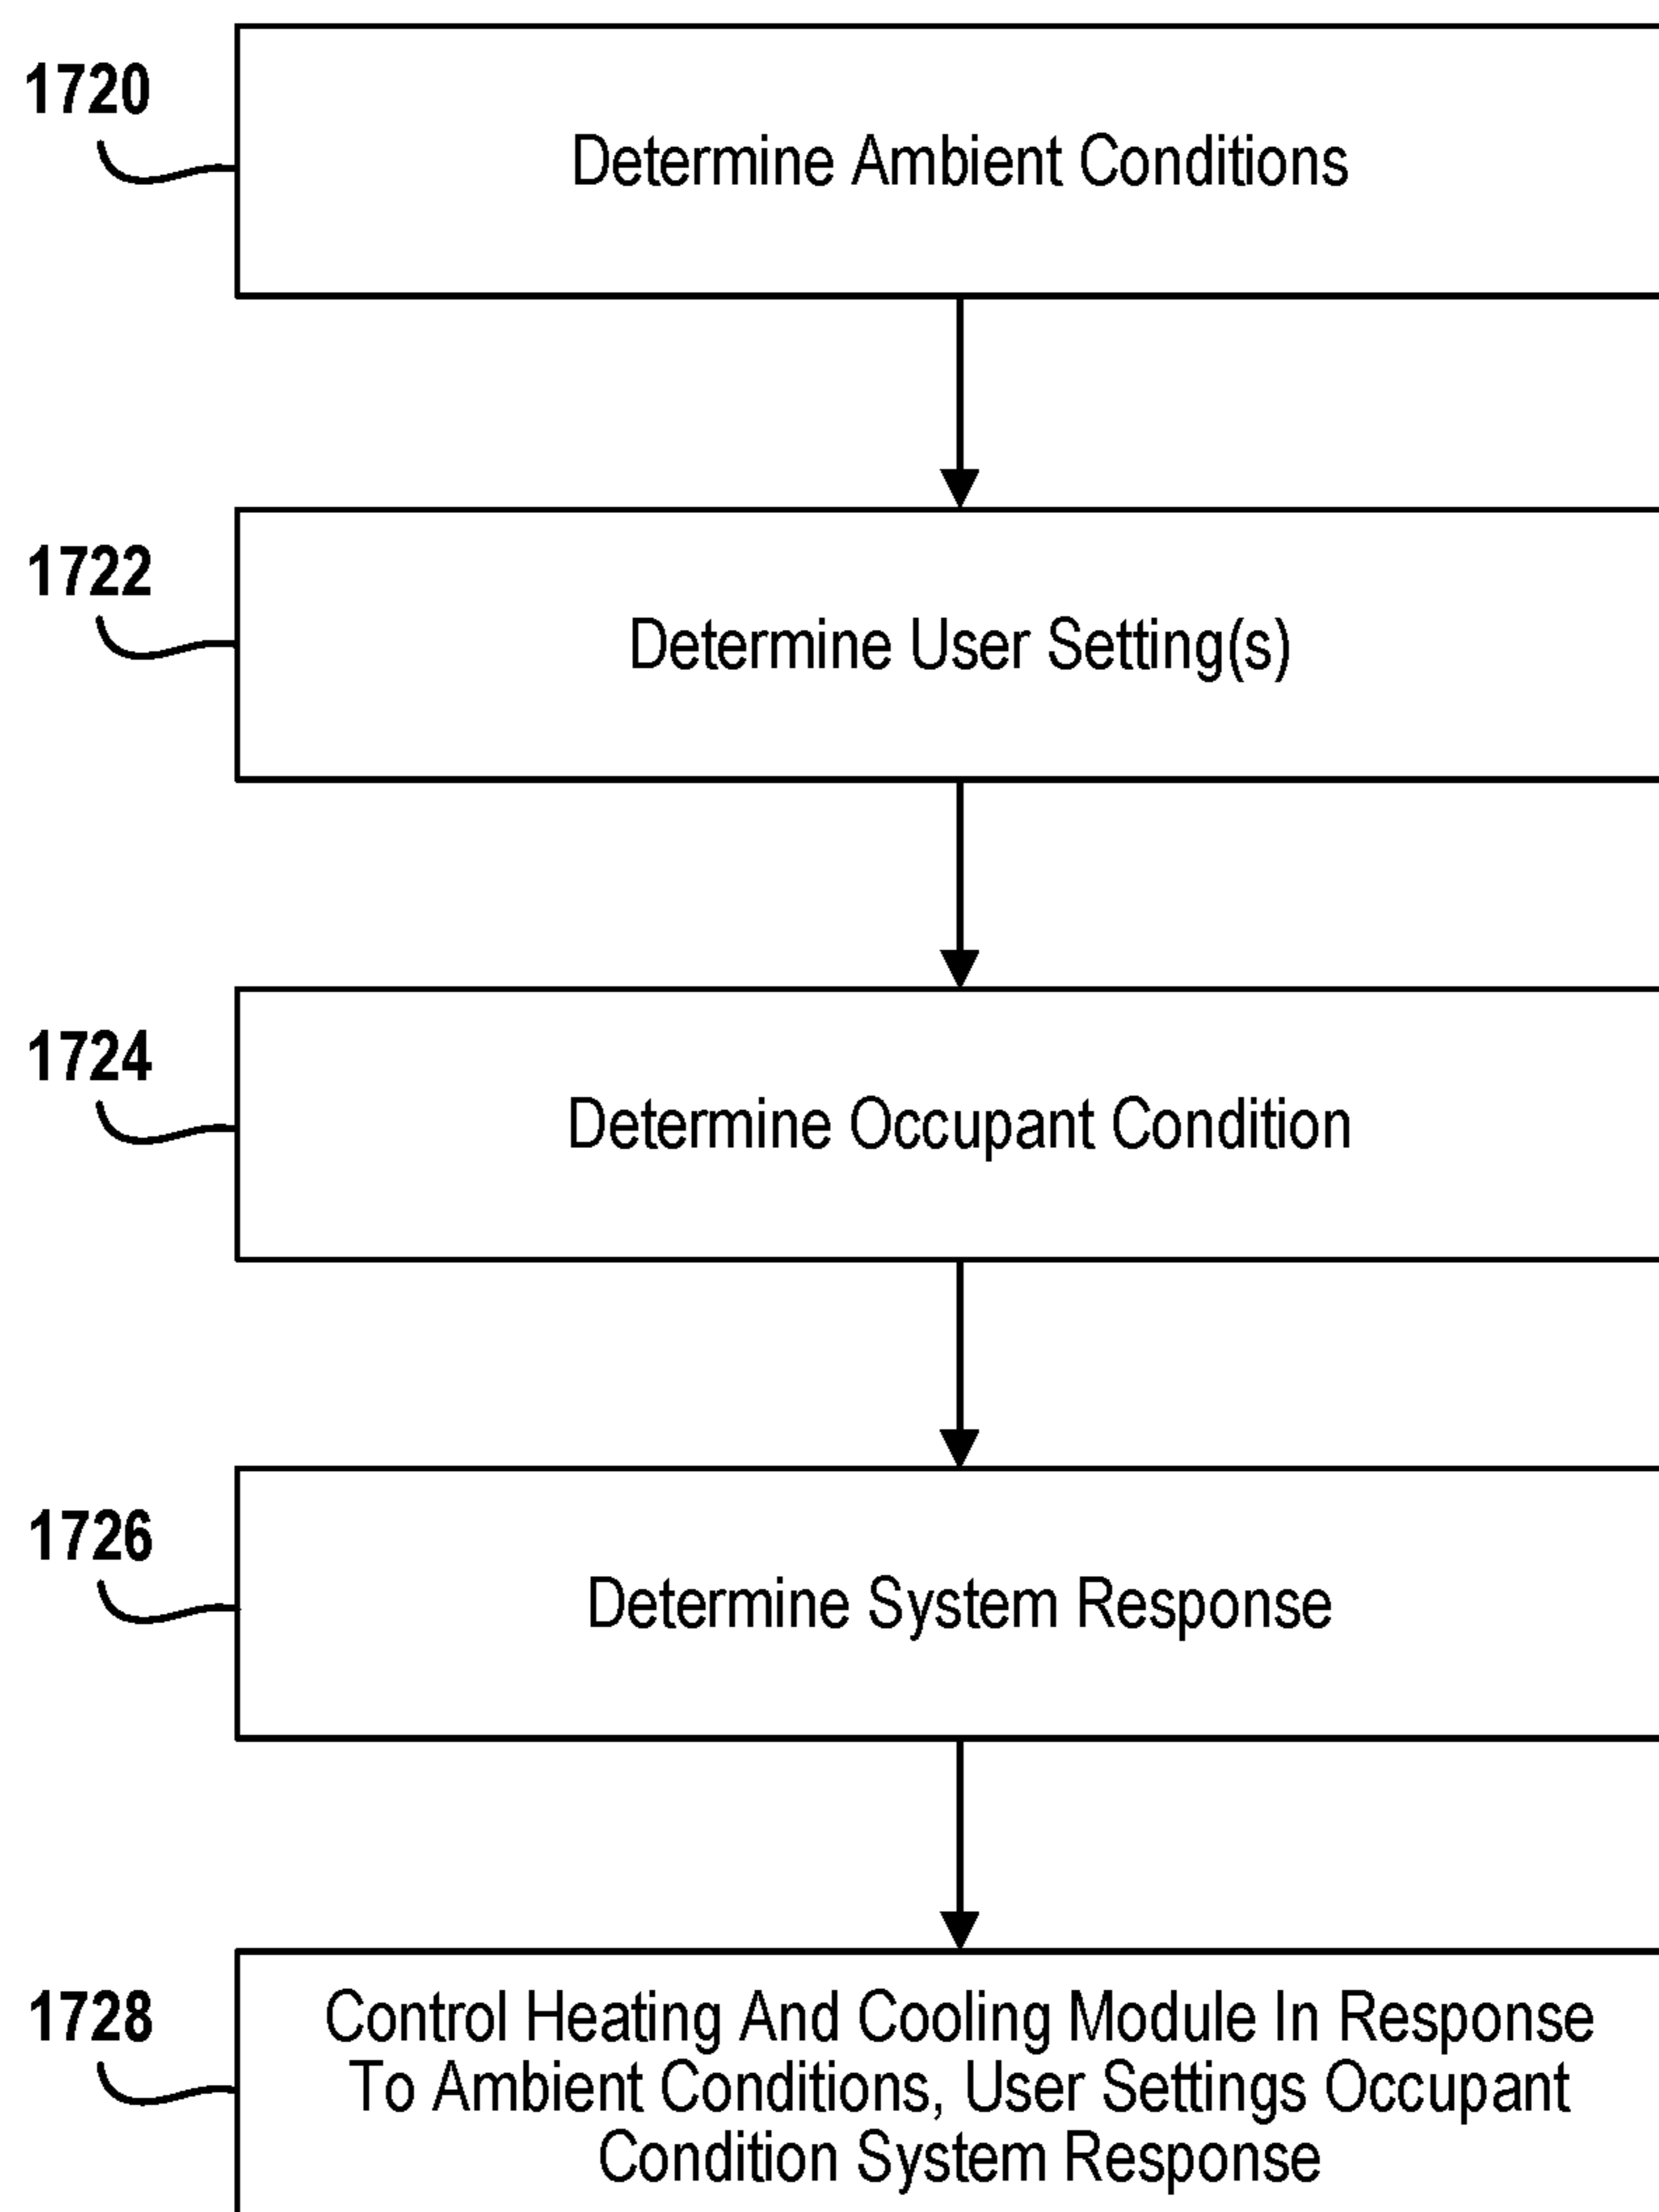 1720
Determine Ambient Conditions
1722
Determine User Setting(s)
1724
Determine Occupant Condition
1726
Determine System Response
1728
Control Heating And Cooling Module In Response
To Ambient Conditions, User Settings Occupant
Condition System Response